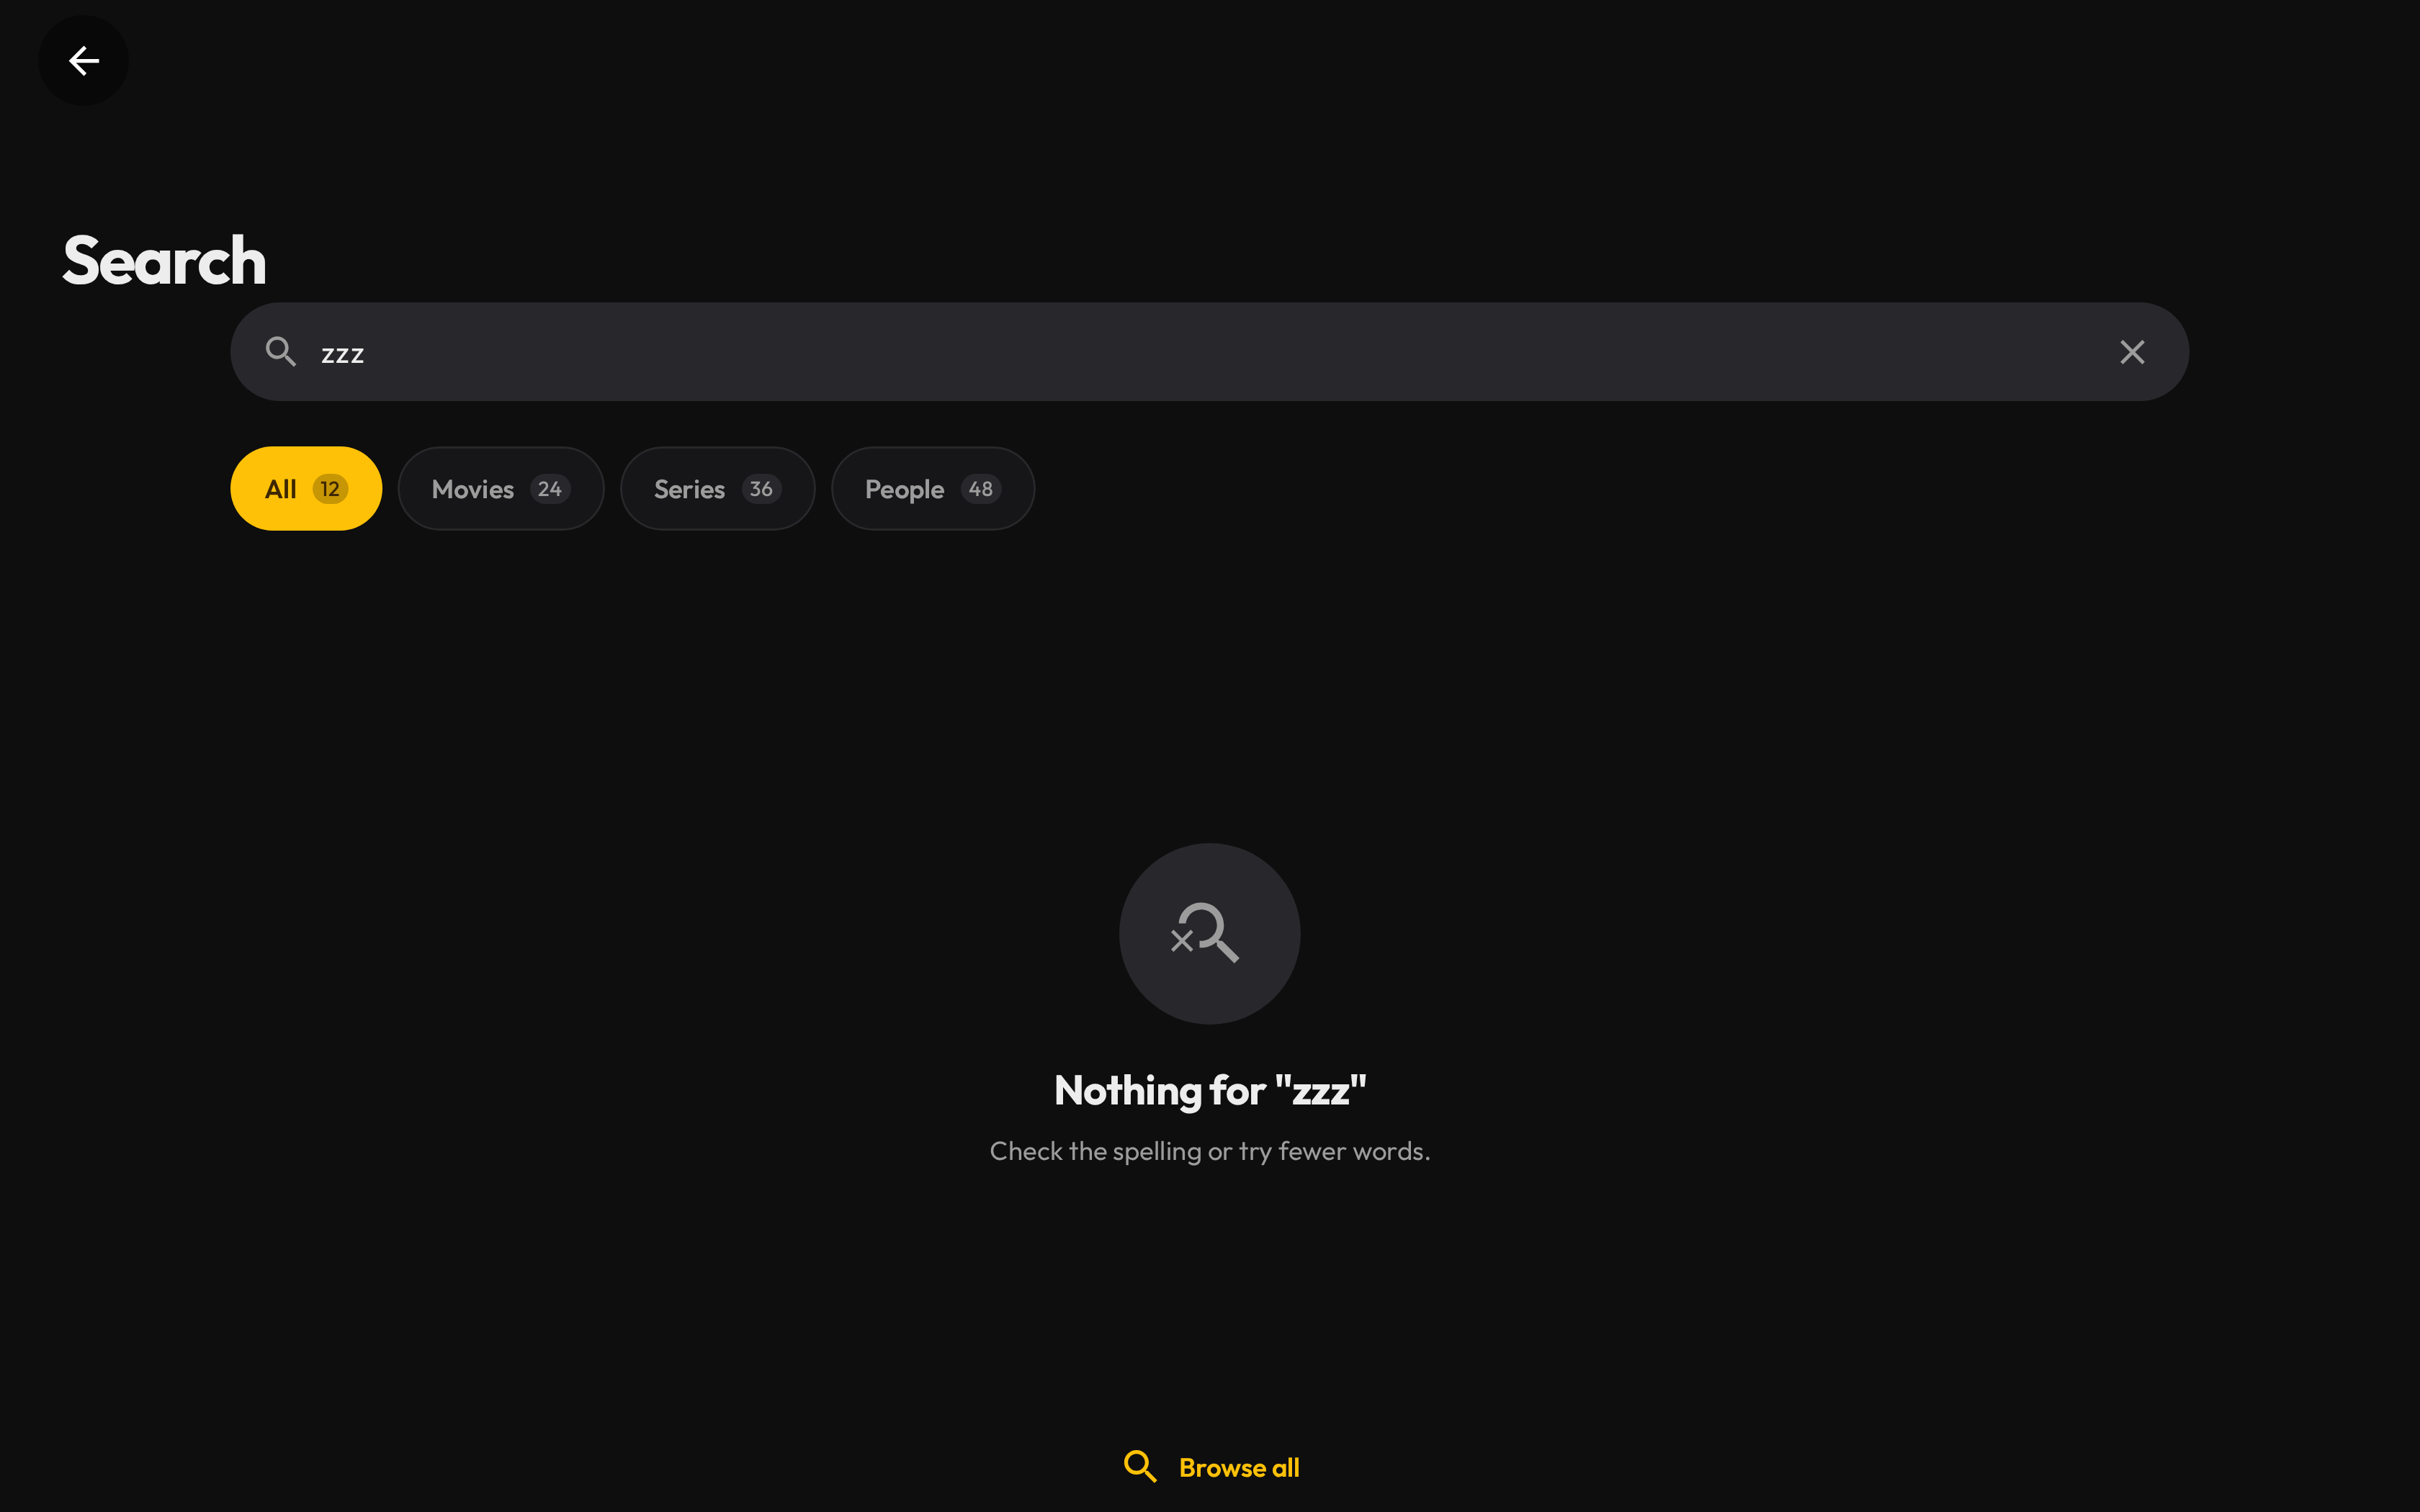 Search
zzz
All 12 Movies 24 Series 36 People 48
Nothing for "zzz"
Check the spelling or try fewer words.
Browse all